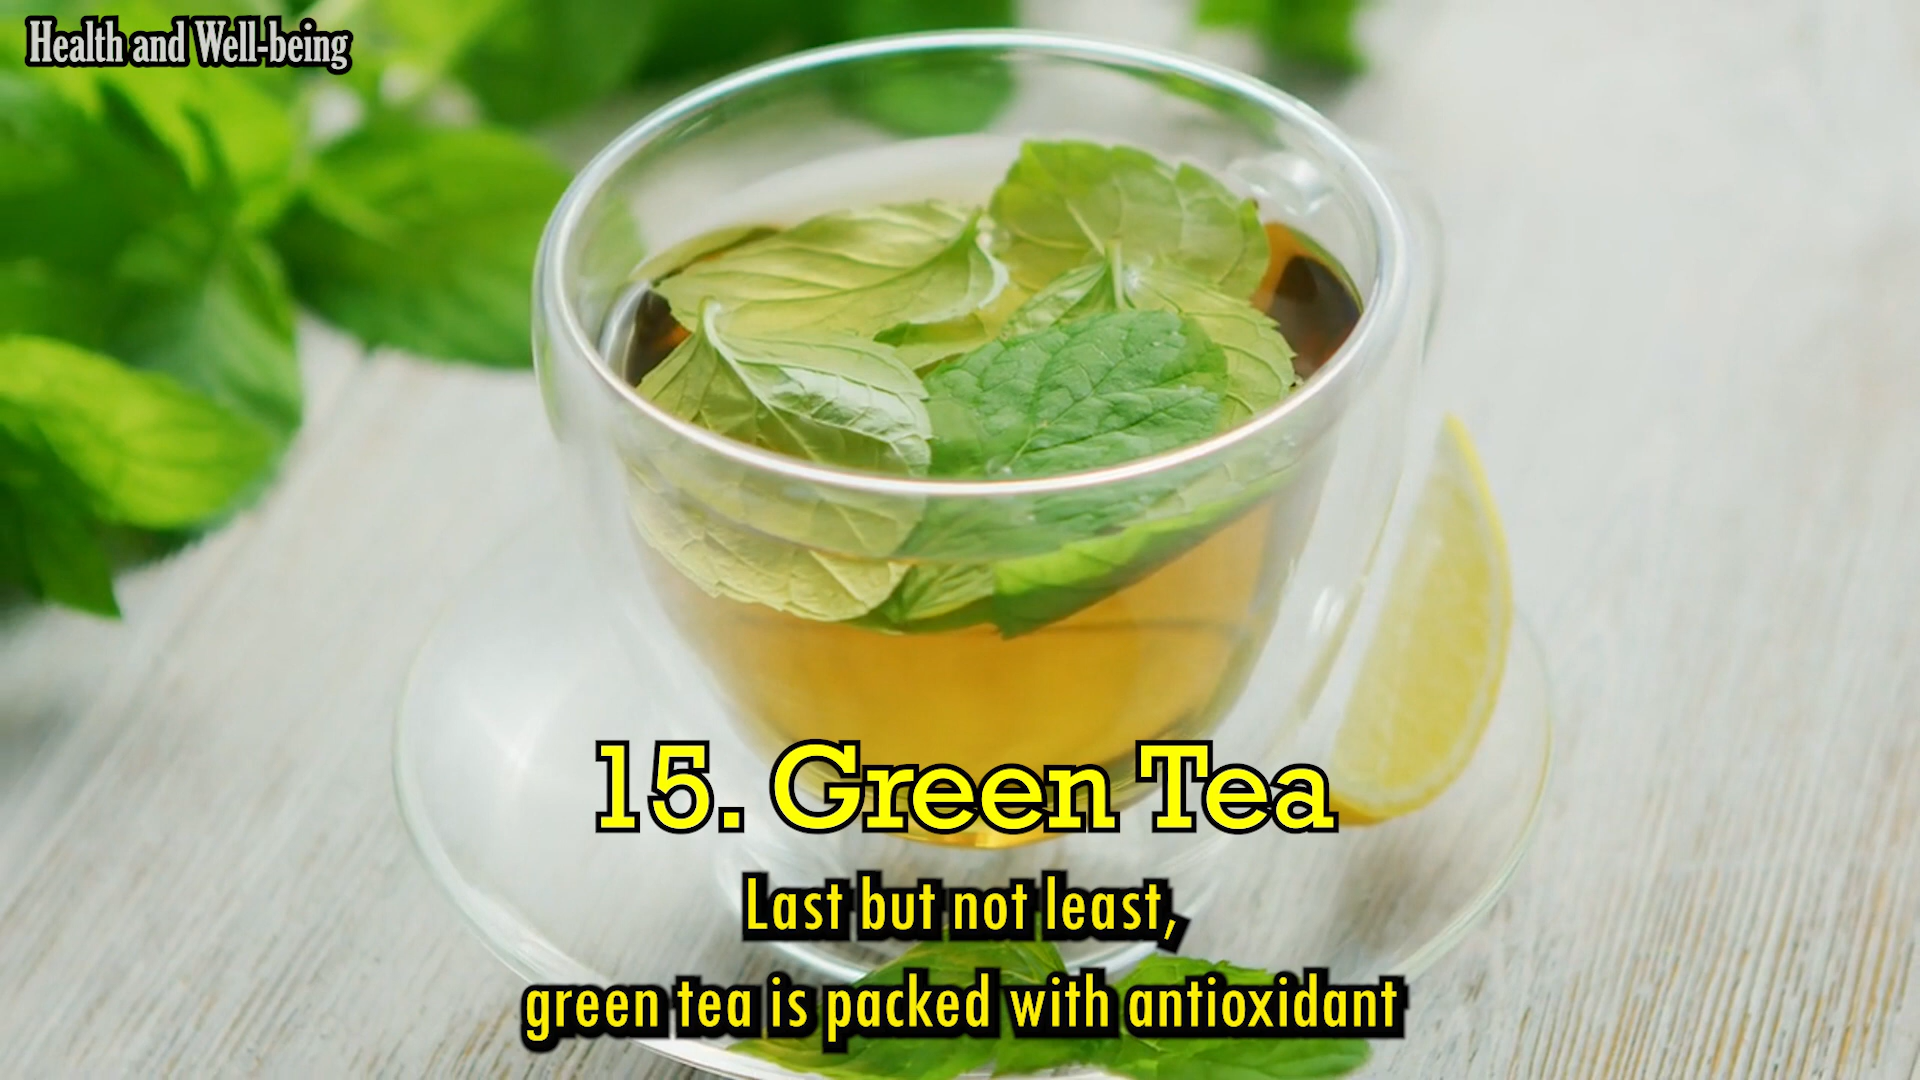 Health and Well-being
15. Green Tea
Last but not least,
green tea is packed with antioxidant